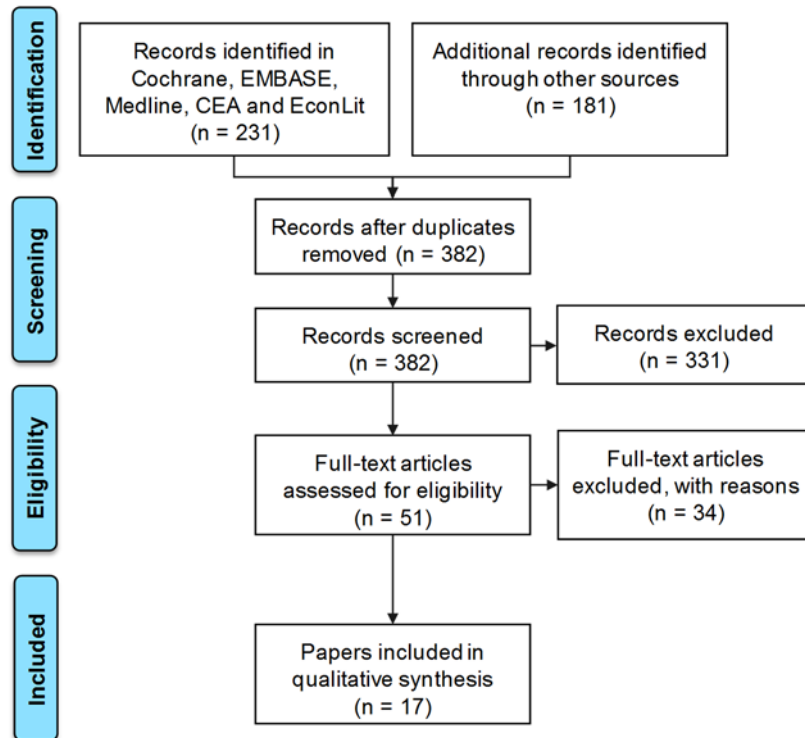 Identification
Records identified in
Cochrane, EMBASE,
Medline, CEA and EconLit
(n = 231)
Additional records identified
through other sources
(n = 181)
Screening
Records after duplicates
removed (n = 382)
Records screened
(n = 382)
Records excluded
(n = 331)
Eligibility
Full-text articles
assessed for eligibility
(n = 51)
Full-text articles
excluded, with reasons
(n = 34)
Included
Papers included in
qualitative synthesis
(n = 17)